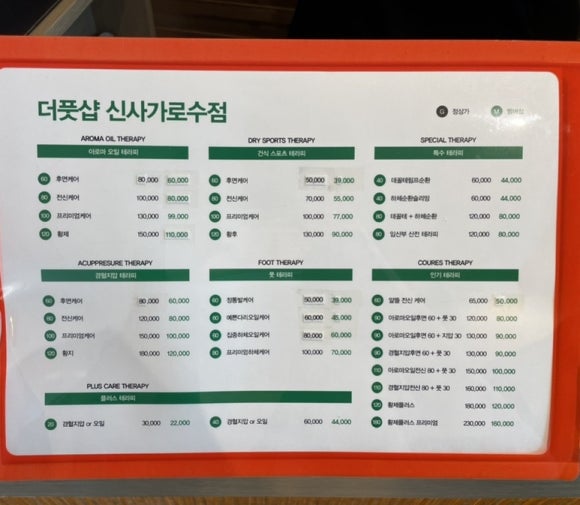 더풋샵 신사가로수점
G 정상가 M 멤버십
AROMA OIL THERAPY
아로마 오일 테라피
60 후면케어 80,000 60,000
80 전신케어 100,000 80,000
100 프리미엄케어 130,000 99,000
120 황제 150,000 110,000
DRY SPORTS THERAPY
건식 스포츠 테라피
60 후면케어 50,000 39,000
80 전신케어 70,000 55,000
100 프리미엄케어 100,000 77,000
120 황후 130,000 90,000
SPECIAL THERAPY
특수 테라피
40 데꼴테림프순환 60,000 44,000
40 하체순환슬리밍 60,000 44,000
80 데꼴테 + 하체순환 120,000 80,000
80 임산부 산전 테라피 120,000 80,000
ACUPPRESURE THERAPY
경혈지압 테라피
60 후면케어 80,000 60,000
80 전신케어 120,000 80,000
100 프리미엄케어 150,000 100,000
120 황지 180,000 120,000
FOOT THERAPY
풋 테라피
정통발케어 50,000 39,000
예쁜다리오일케어 60,000 45,000
집중하체오일케어 80,000 60,000
프리미엄하체케어 100,000 70,000
COURES THERAPY
인기 테라피
알뜰 전신 케어 65,000 50,000
90 아로마오일후면 60 + 풋 30 120,000 80,000
90 아로마오일후면 60 + 지압 30 130,000 90,000
90 경혈지압후면 60 + 풋 30 130,000 90,000
110 아로마오일전신 80 + 풋 30 150,000 100,000
110 경혈지압전신 80 + 풋 30 160,000 110,000
120 황제플러스 180,000 120,000
황제플러스 프리미엄 230,000 160,000
PLUS CARE THERAPY
플러스 테라피
20 경혈지압 or 오일 30,000 22,000
40 경혈지압 or 오일 60,000 44,000